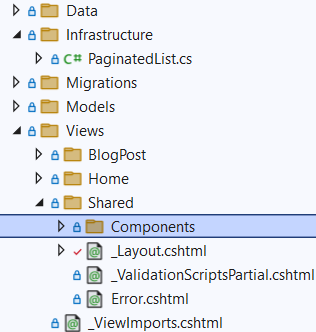 Data
Infrastructure
C# PaginatedList.cs
Migrations
Models
Views
BlogPost
Home
Shared
Components
_Layout.cshtml
_ValidationScriptsPartial.cshtml
Error.cshtml
_ViewImports.cshtml